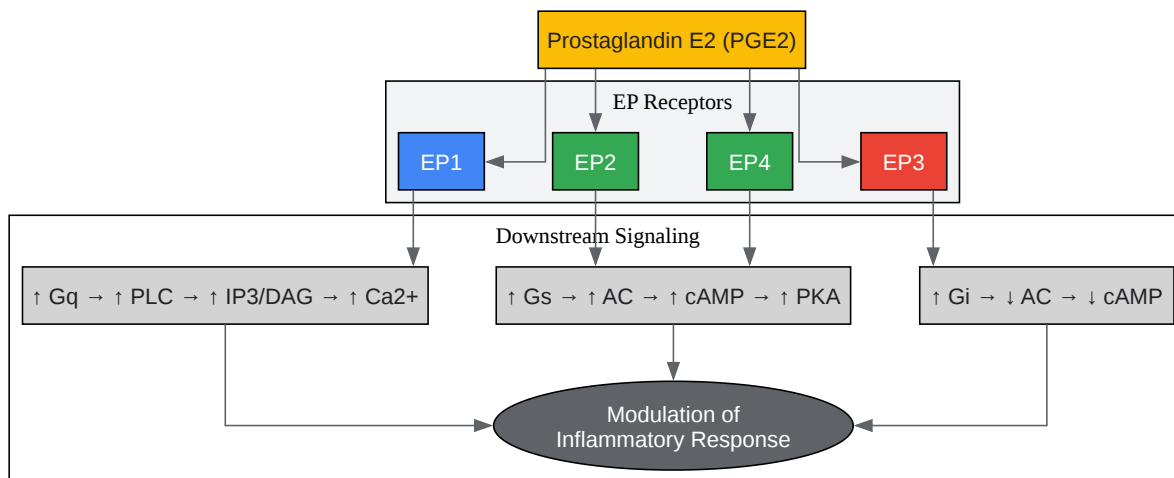 Prostaglandin E2 (PGE2)
EP Receptors
EP1
EP2
EP4
EP3
Downstream Signaling
↑ Gq → ↑ PLC → ↑ IP3/DAG → ↑ Ca2+
↑ Gs → ↑ AC → ↑ cAMP → ↑ PKA
↑ Gi → ↓ AC → ↓ cAMP
Modulation of
Inflammatory Response